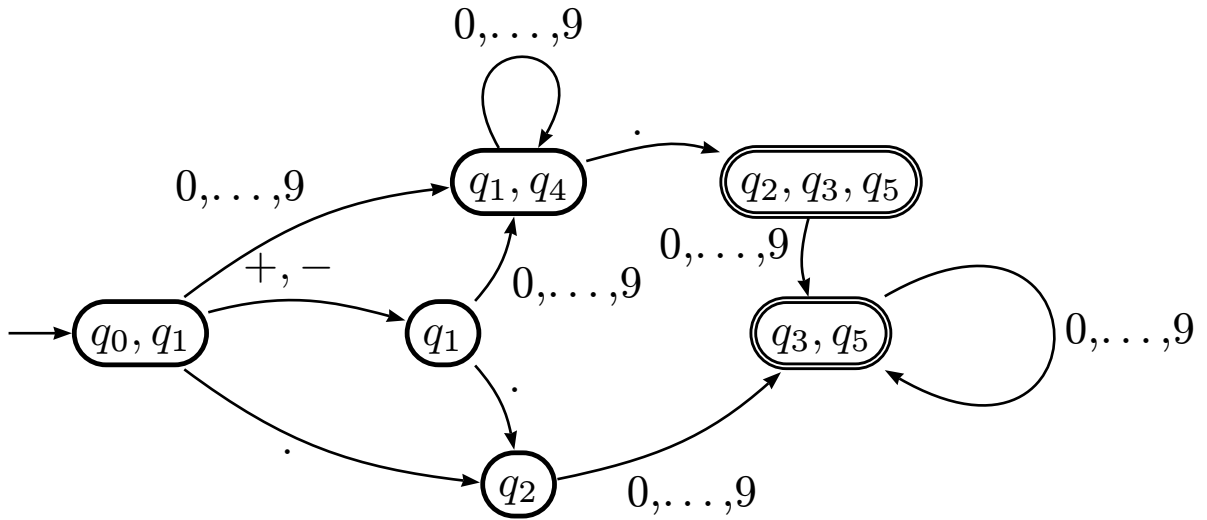 0,...,9
.
0,...,9
q₁, q₄
q₂, q₃, q₅
0,...,9
+, −
0,...,9
q₀, q₁
q₁
q₃, q₅
0,...,9
.
.
q₂
0,...,9